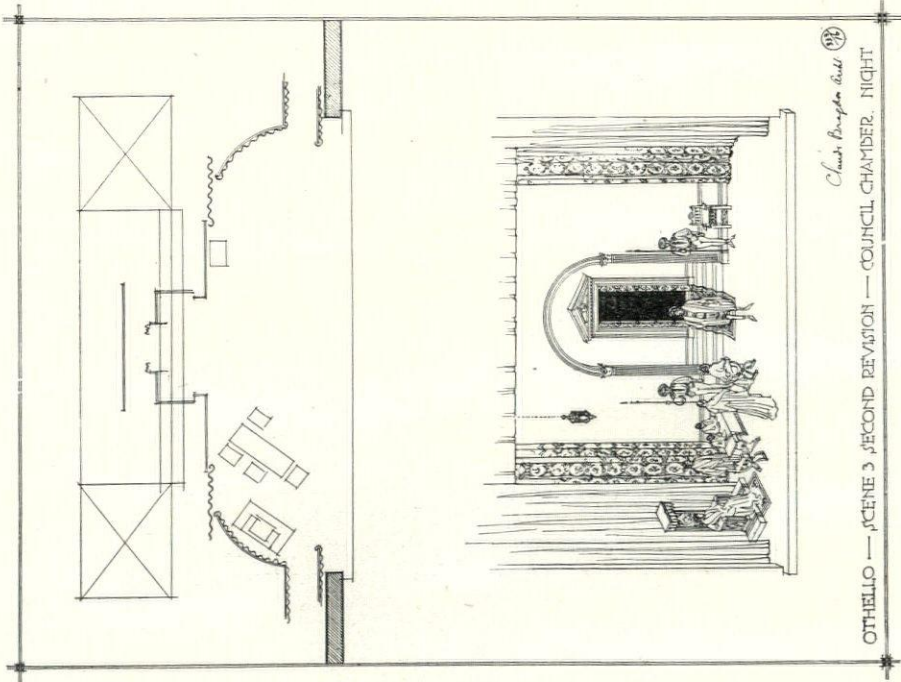 OTHELLO — SCENE 3 SECOND REVISION — COUNCIL CHAMBER. NIGHT
Claude Bragdon Archt